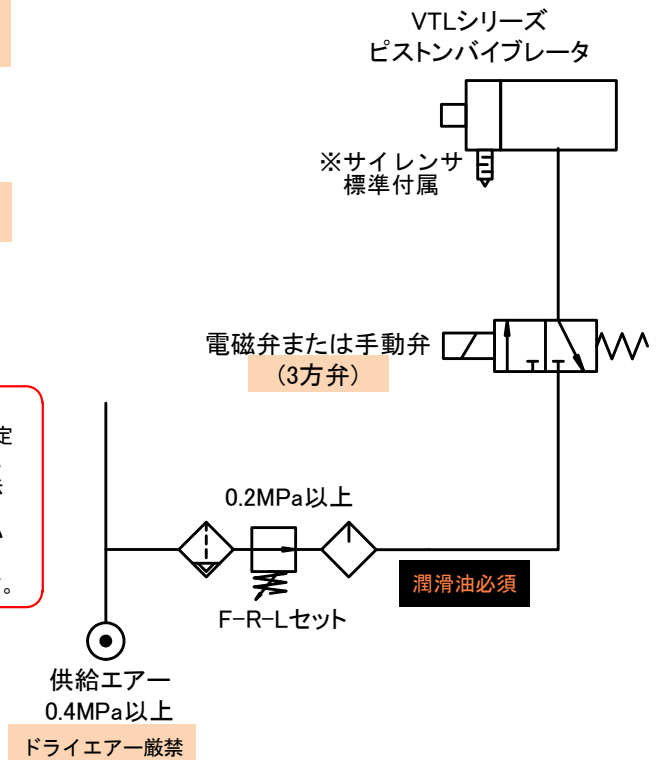 VTLシリーズ
ピストンバイブレータ
※サイレンサ
標準付属
電磁弁または手動弁
(3方弁)
定
0.2MPa以上
い
。
潤滑油必須
F-R-Lセット
供給エアー
0.4MPa以上
ドライエアー厳禁